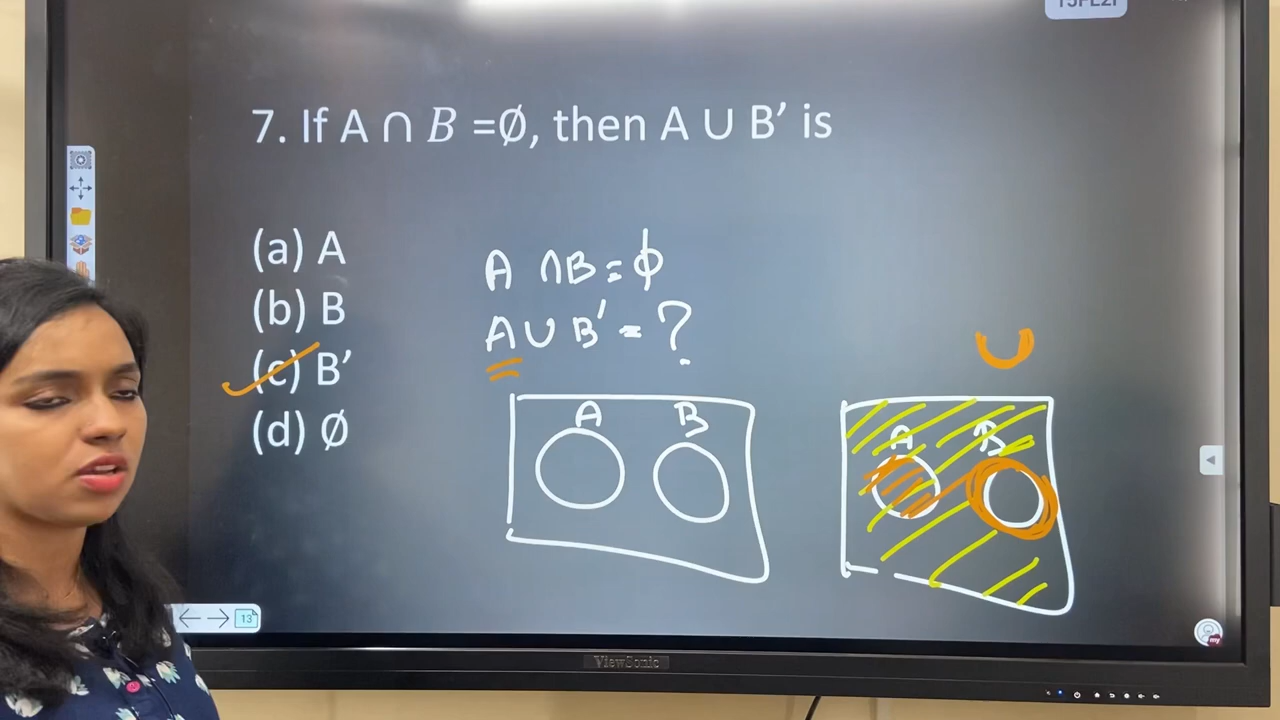 7. If A ∩ B =∅, then A ∪ B′ is
(a) A
(b) B
(c) B′
(d) ∅
A ∩B = ϕ
A ∪ B′ = ?
∪
A B
A B
13
ViewSonic